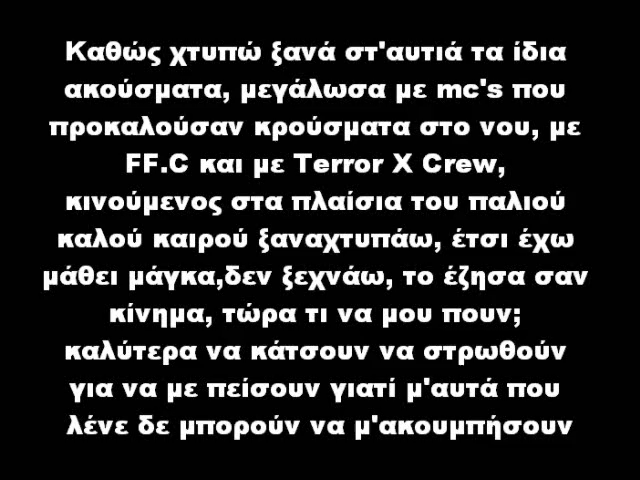 Καθώς χτυπώ ξανά στ'αυτιά τα ίδια
ακούσματα, μεγάλωσα με mc's που
προκαλούσαν κρούσματα στο νου, με
FF.C και με Terror X Crew,
κινούμενος στα πλαίσια του παλιού
καλού καιρού ξαναχτυπάω, έτσι έχω
μάθει μάγκα,δεν ξεχνάω, το έζησα σαν
κίνημα, τώρα τι να μου πουν;
καλύτερα να κάτσουν να στρωθούν
για να με πείσουν γιατί μ'αυτά που
λένε δε μπορούν να μ'ακουμπήσουν